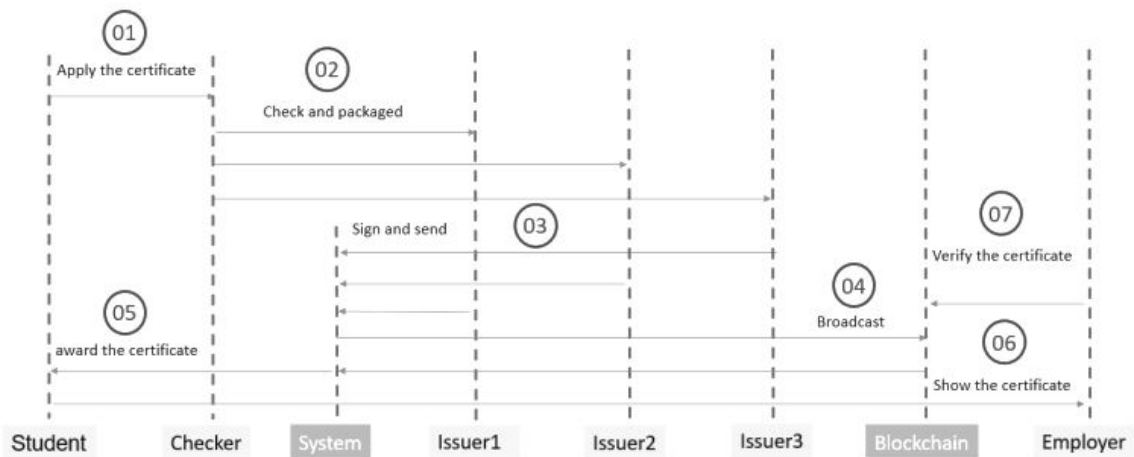 01
Apply the certificate
02
Check and packaged
03
Sign and send
07
Verify the certificate
04
Broadcast
05
award the certificate
06
Show the certificate
Student Checker System Issuer1 Issuer2 Issuer3 Blockchain Employer